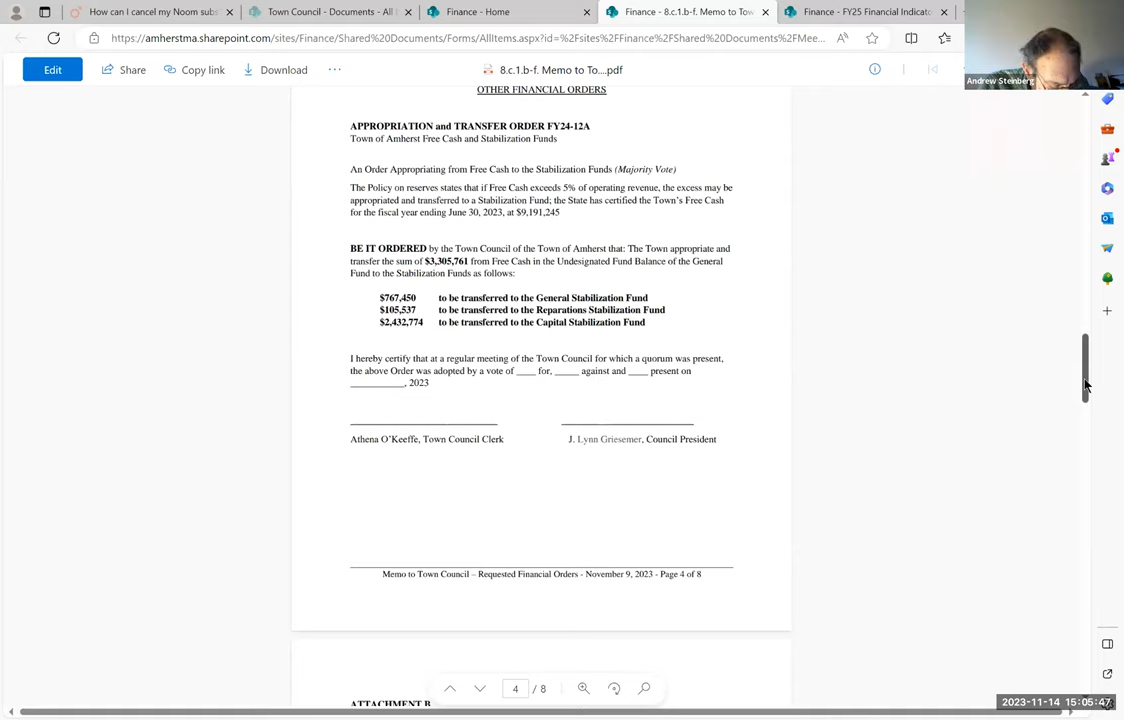 How can I cancel my Noom subs
Town Council - Documents - All
Finance - Home
Finance - 8.c.1.b-f. Memo to Tow
Finance - FY25 Financial Indicato
https://amherstma.sharepoint.com/sites/Finance/Shared%20Documents/Forms/AllItems.aspx?id=%2Fsites%2FFinance%2FShared%20Documents%2FMee...
Edit
Share
Copy link
Download
8.c.1.b-f. Memo to To....pdf
Andrew Steinberg
OTHER FINANCIAL ORDERS
APPROPRIATION and TRANSFER ORDER FY24-12A
Town of Amherst Free Cash and Stabilization Funds
An Order Appropriating from Free Cash to the Stabilization Funds (Majority Vote)
The Policy on reserves states that if Free Cash exceeds 5% of operating revenue, the excess may be
appropriated and transferred to a Stabilization Fund; the State has certified the Town's Free Cash
for the fiscal year ending June 30, 2023, at $9,191,245
BE IT ORDERED by the Town Council of the Town of Amherst that: The Town appropriate and
transfer the sum of $3,305,761 from Free Cash in the Undesignated Fund Balance of the General
Fund to the Stabilization Funds as follows:
$767,450 to be transferred to the General Stabilization Fund
$105,537 to be transferred to the Reparations Stabilization Fund
$2,432,774 to be transferred to the Capital Stabilization Fund
I hereby certify that at a regular meeting of the Town Council for which a quorum was present,
the above Order was adopted by a vote of ____ for, _____ against and ____ present on
___________, 2023
Athena O'Keeffe, Town Council Clerk
J. Lynn Griesemer, Council President
Memo to Town Council – Requested Financial Orders - November 9, 2023 - Page 4 of 8
ATTACHMENT B
4 / 8
2023-11-14 15:05:47